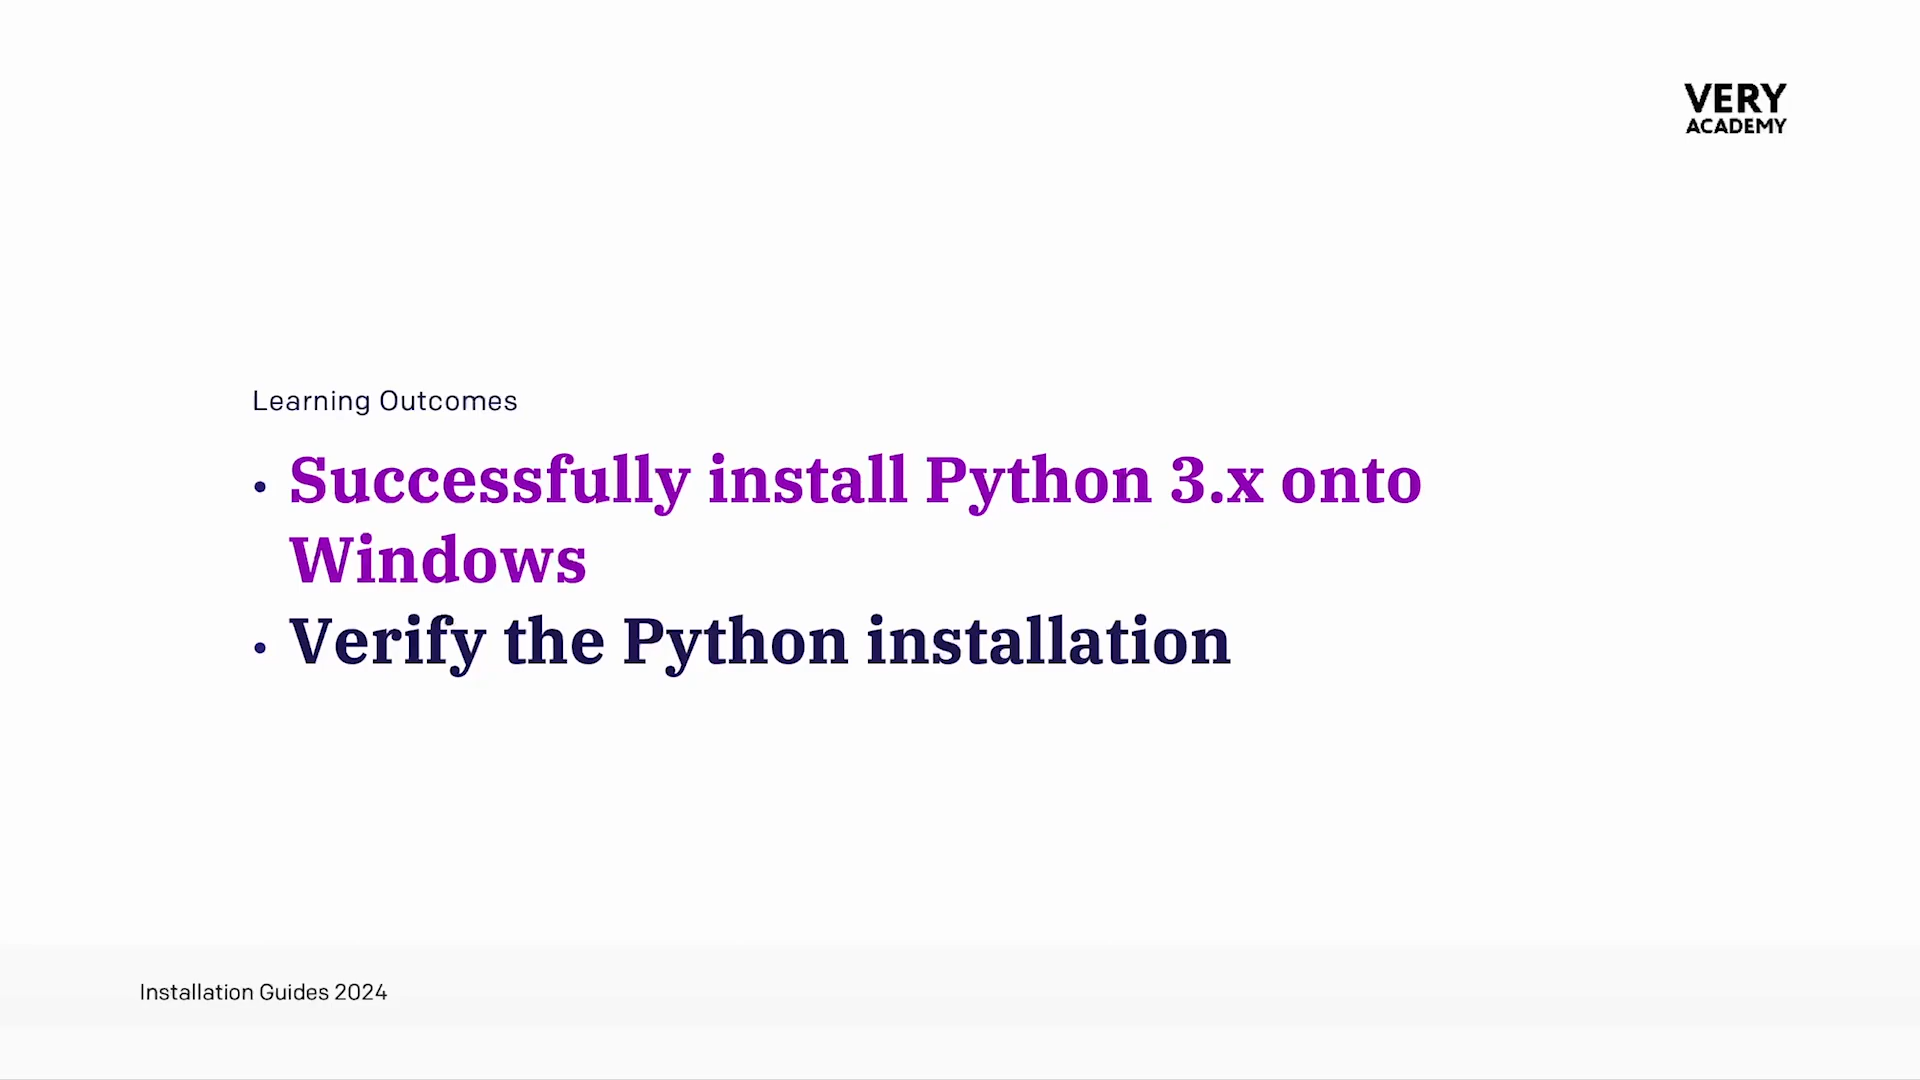 VERY
ACADEMY
Learning Outcomes
• Successfully install Python 3.x onto
Windows
• Verify the Python installation
Installation Guides 2024